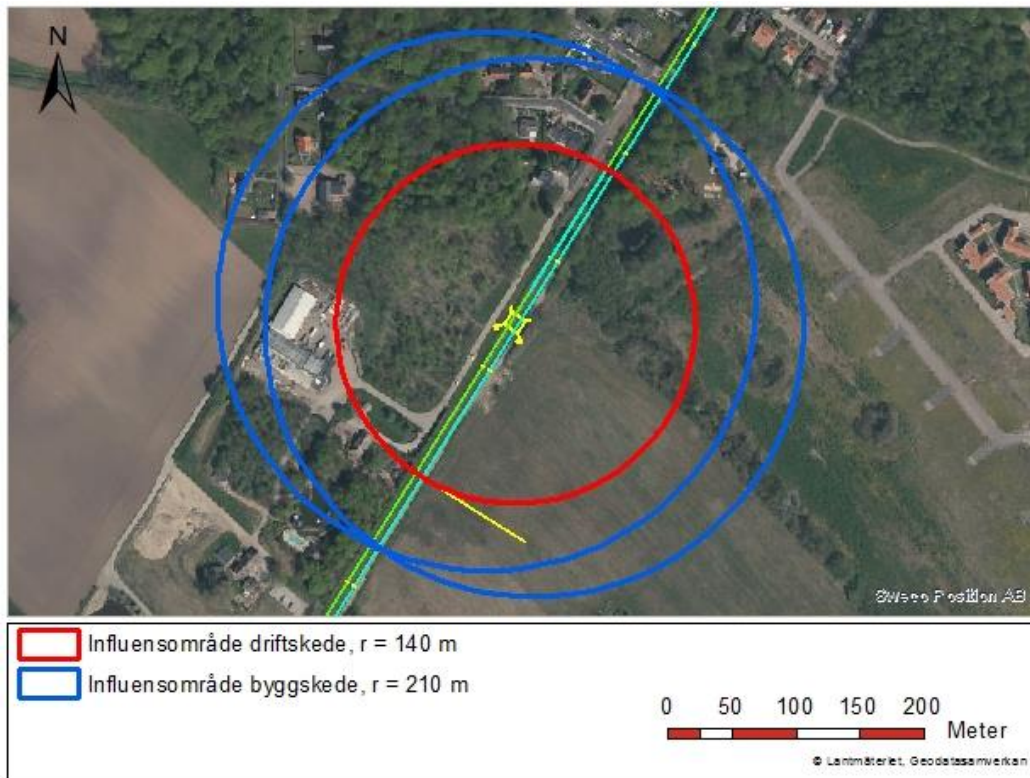 N
Sweco Position AB
Influensområde driftskede, r = 140 m
Influensområde byggskede, r = 210 m
0 50 100 150 200
Meter
© Lantmäteriet, Geodatasamverkan